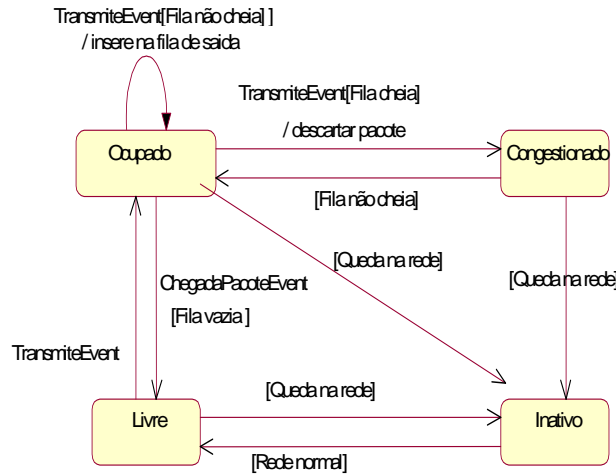 TransmiteEvent[Fila não cheia] ]
/ insere na fila de saida
TransmiteEvent[Fila cheia]
/ descartar pacote
Ocupado
Congestionado
[Fila não cheia]
[Queda na rede]
[Queda na rede]
ChegadaPacoteEvent
[Fila vazia ]
TransmiteEvent
[Queda na rede]
Livre
Inativo
[Rede normal]